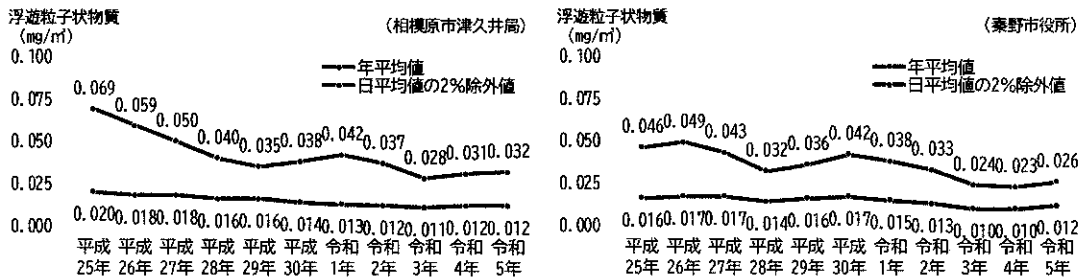 浮遊粒子状物質
(mg/㎥)
(相模原市津久井局)
0.100
0.075
0.050
0.025
0.000
年平均値
日平均値の2%除外値
0.069 0.059 0.050 0.040 0.035 0.038 0.042 0.037 0.028 0.031 0.032
0.020 0.018 0.018 0.016 0.016 0.014 0.013 0.012 0.011 0.012 0.012
平成 平成 平成 平成 平成 平成 令和 令和 令和 令和 令和
25年 26年 27年 28年 29年 30年 1年 2年 3年 4年 5年
浮遊粒子状物質
(mg/㎥)
(秦野市役所)
0.100
0.075
0.050
0.025
0.000
年平均値
日平均値の2%除外値
0.046 0.049 0.043 0.032 0.036 0.042 0.038 0.033 0.024 0.023 0.026
0.016 0.017 0.017 0.014 0.016 0.017 0.015 0.013 0.010 0.010 0.012
平成 平成 平成 平成 平成 平成 令和 令和 令和 令和 令和
25年 26年 27年 28年 29年 30年 1年 2年 3年 4年 5年